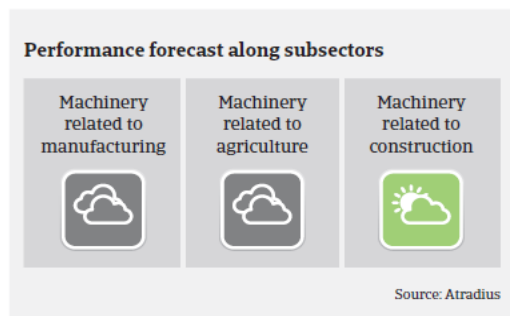 Performance forecast along subsectors
Machinery
related to
manufacturing
Machinery
related to
agriculture
Machinery
related to
construction
Source: Atradius